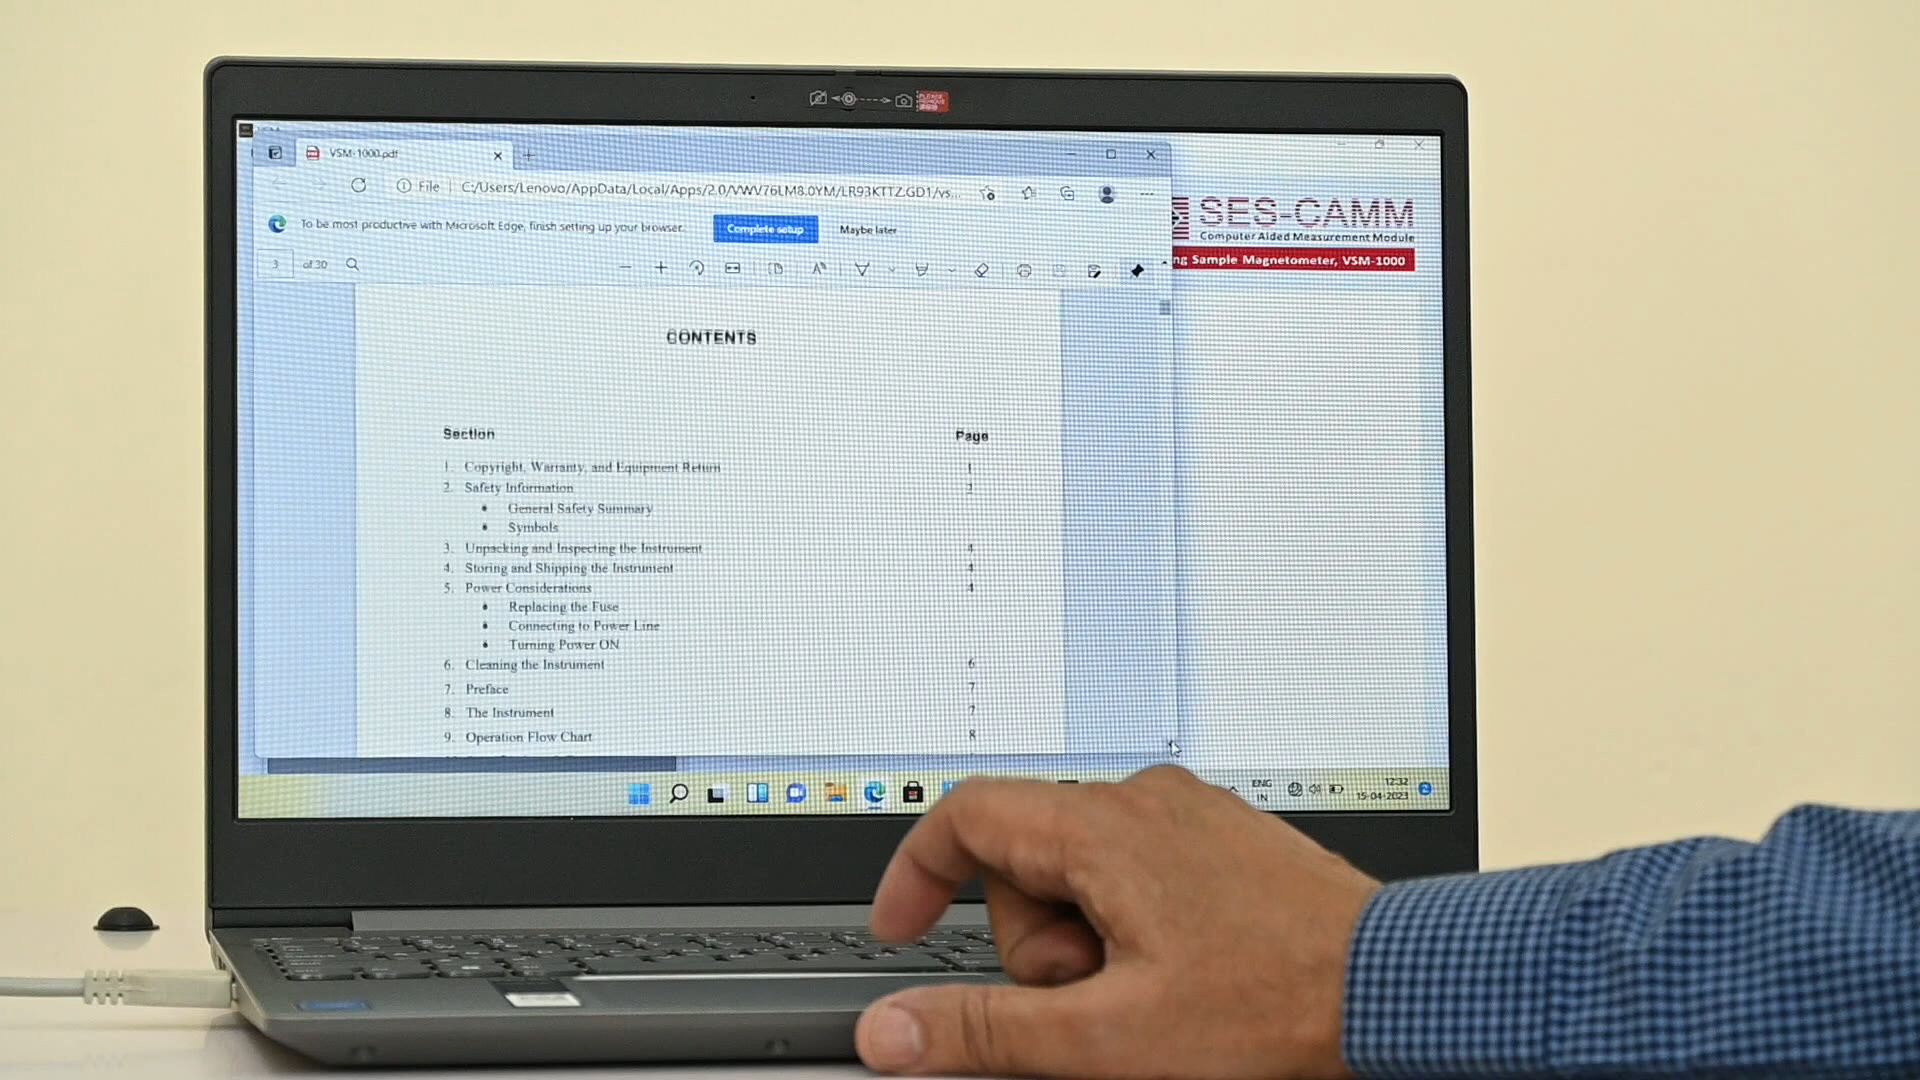 VSM-1000.pdf
File C:/Users/Lenovo/AppData/Local/Apps/2.0/VWV76LM8.0YM/LR93KTTZ.GD1/vs...
To be most productive with Microsoft Edge, finish setting up your browser. Complete setup Maybe later
3 of 30
SES-CAMM
Computer Aided Measurement Module
ng Sample Magnetometer, VSM-1000
CONTENTS
Section Page
1. Copyright, Warranty, and Equipment Return 1
2. Safety Information 2
• General Safety Summary
• Symbols
3. Unpacking and Inspecting the Instrument 4
4. Storing and Shipping the Instrument 4
5. Power Considerations 4
• Replacing the Fuse
• Connecting to Power Line
• Turning Power ON
6. Cleaning the Instrument 6
7. Preface 7
8. The Instrument 7
9. Operation Flow Chart 8
ENG
IN
12:32
15-04-2023
2